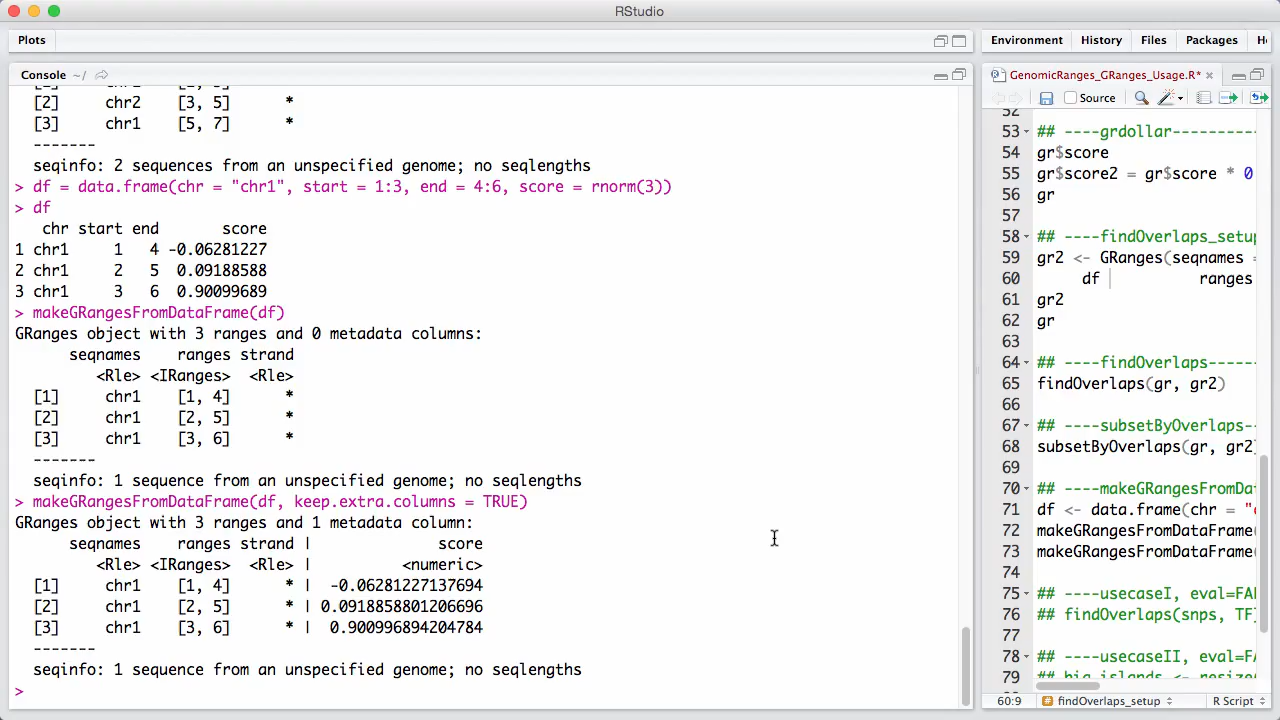 RStudio
Plots
Console ~/
[2] chr2 [3, 5] *
[3] chr1 [5, 7] *
-------
seqinfo: 2 sequences from an unspecified genome; no seqlengths
> df = data.frame(chr = "chr1", start = 1:3, end = 4:6, score = rnorm(3))
> df
chr start end score
1 chr1 1 4 -0.06281227
2 chr1 2 5 0.09188588
3 chr1 3 6 0.90099689
> makeGRangesFromDataFrame(df)
GRanges object with 3 ranges and 0 metadata columns:
seqnames ranges strand
<Rle> <IRanges> <Rle>
[1] chr1 [1, 4] *
[2] chr1 [2, 5] *
[3] chr1 [3, 6] *
-------
seqinfo: 1 sequence from an unspecified genome; no seqlengths
> makeGRangesFromDataFrame(df, keep.extra.columns = TRUE)
GRanges object with 3 ranges and 1 metadata column:
seqnames ranges strand | score
<Rle> <IRanges> <Rle> | <numeric>
[1] chr1 [1, 4] * | -0.06281227137694
[2] chr1 [2, 5] * | 0.0918858801206696
[3] chr1 [3, 6] * | 0.900996894204784
-------
seqinfo: 1 sequence from an unspecified genome; no seqlengths
>
Environment History Files Packages He
GenomicRanges_GRanges_Usage.R*
Source
52
53 ## ----grdollar-----------
54 gr$score
55 gr$score2 = gr$score * 0
56 gr
57
58 ## ----findOverlaps_setup
59 gr2 <- GRanges(seqnames =
60 df ranges
61 gr2
62 gr
63
64 ## ----findOverlaps------
65 findOverlaps(gr, gr2)
66
67 ## ----subsetByOverlaps--
68 subsetByOverlaps(gr, gr2)
69
70 ## ----makeGRangesFromDat
71 df <- data.frame(chr = "c
72 makeGRangesFromDataFrame(
73 makeGRangesFromDataFrame(
74
75 ## ----usecaseI, eval=FAL
76 ## findOverlaps(snps, TF
77
78 ## ----usecaseII, eval=FA
79 ## big_islands <- resize(
60:9 findOverlaps_setup R Script